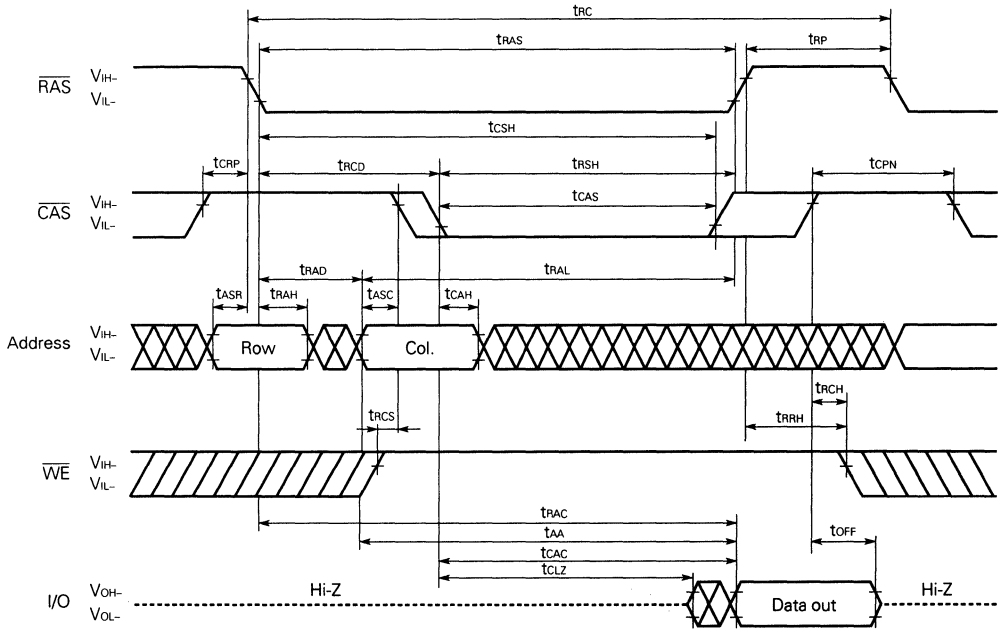 tRC
tRAS
tRP
RAS
VIH–
VIL–
tCSH
tCRP
tRCD
tRSH
tCPN
CAS
VIH–
VIL–
tCAS
tRAD
tRAL
tASR
tRAH
tASC
tCAH
Address
VIH–
VIL–
Row
Col.
tRCS
tRCH
tRRH
WE
VIH–
VIL–
tRAC
tAA
tOFF
tCAC
tCLZ
I/O
VOH–
VOL–
Hi-Z
Data out
Hi-Z